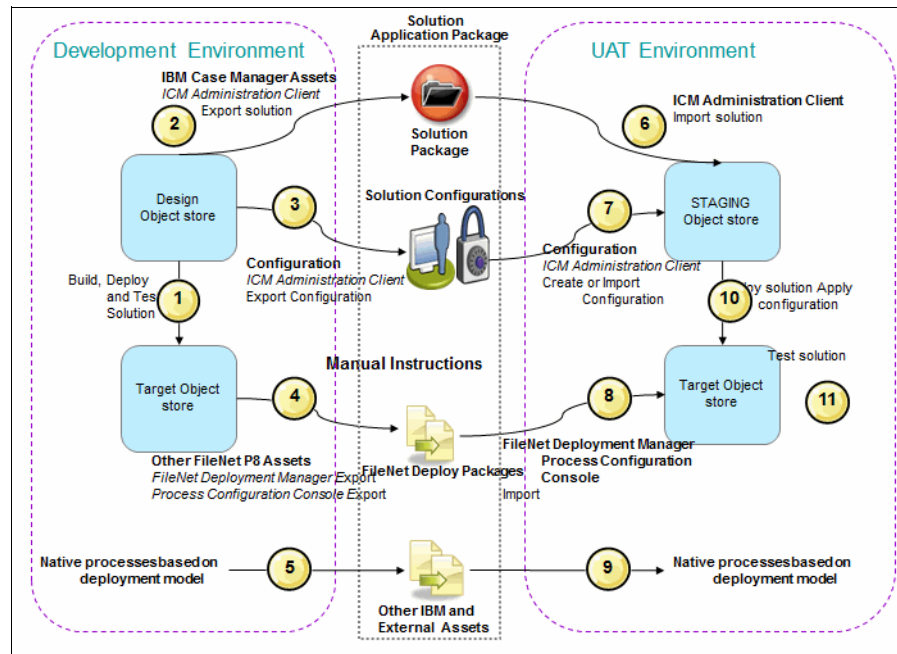 Solution
Application Package
Development Environment
UAT Environment
IBM Case Manager Assets
ICM Administration Client
Export solution
2
Solution
Package
ICM Administration Client
Import solution
6
Design
Object store
3
Solution Configurations
7
STAGING
Object store
Configuration
ICM Administration Client
Export Configuration
Configuration
ICM Administration Client
Create or Import
Configuration
Build, Deploy
and Tes
Solution
1
10
oy solution Apply
configuration
Manual Instructions
Test solution
Target Object
store
4
8
Target Object
store
11
Other FileNet P8 Assets
FileNet Deployment Manager Export
Process Configuration Console Export
FileNet Deploy Packages
FileNet Deployment Manager
Process Configuration
Console
Import
Native processes based on
deployment model
5
9
Native processes based on
deployment model
Other IBM and
External Assets